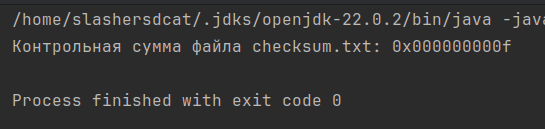 /home/slashersdcat/.jdks/openjdk-22.0.2/bin/java -jav
Контрольная сумма файла checksum.txt: 0x000000000f
Process finished with exit code 0